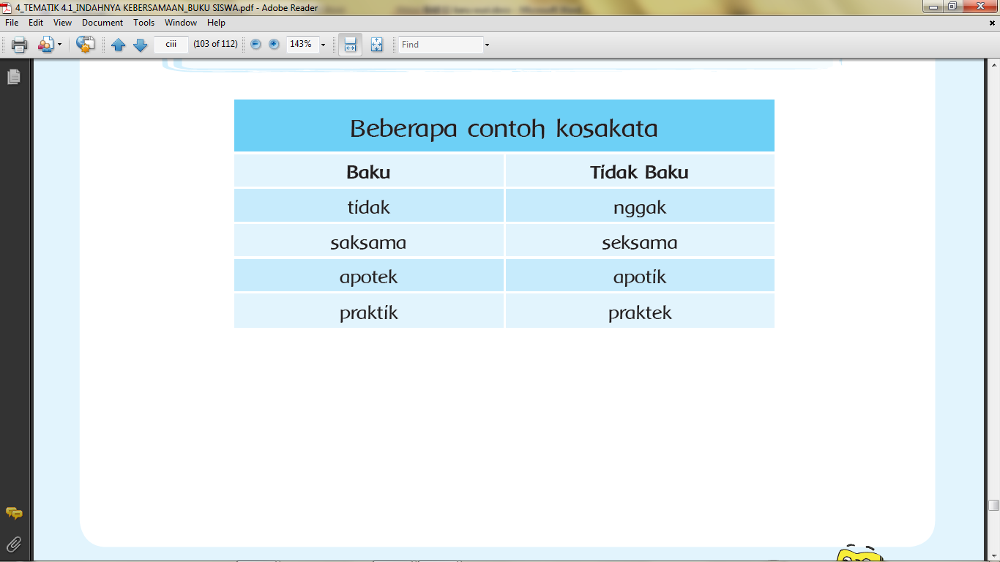 4_TEMATIK 4.1_INDAHNYA KEBERSAMAAN_BUKU SISWA.pdf - Adobe Reader
File Edit View Document Tools Window Help
ciii (103 of 112) 143% Find
Beberapa contoh kosakata
Baku Tidak Baku
tidak nggak
saksama seksama
apotek apotik
praktik praktek